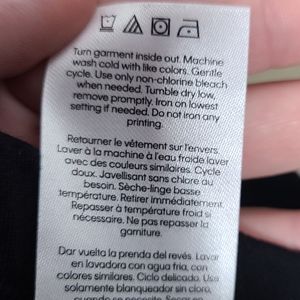 Turn garment inside out. Machine
wash cold with like colors. Gentle
cycle. Use only non-chlorine bleach
when needed. Tumble dry low,
remove promptly. Iron on lowest
setting if needed. Do not iron any
printing.
Retourner le vêtement sur l'envers.
Laver à la machine à l'eau froide laver
avec des couleurs similaires. Cycle
doux. Javellisant sans chlore au
besoin. Sèche-linge basse
température. Retirer immédiatement.
Repasser à température froid si
nécessaire. Ne pas repasser la
garniture.
Dar vuelta la prenda del revés. Lavar
en lavadora con agua fría, con
colores similares. Ciclo delicado. Use
solamente blanqueador sin cloro,
cuando se necesite. Secar